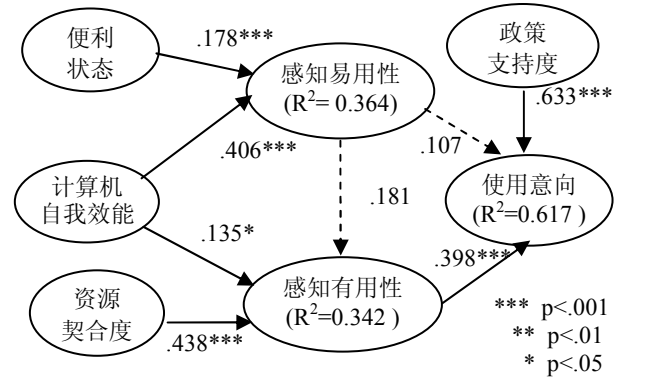 便利
状态
.178***
感知易用性
(R²= 0.364)
政策
支持度
.633***
.406***
.107
计算机
自我效能
.181
使用意向
(R²=0.617 )
.135*
.398***
资源
契合度
感知有用性
(R²=0.342 )
.438***
*** p<.001
** p<.01
* p<.05